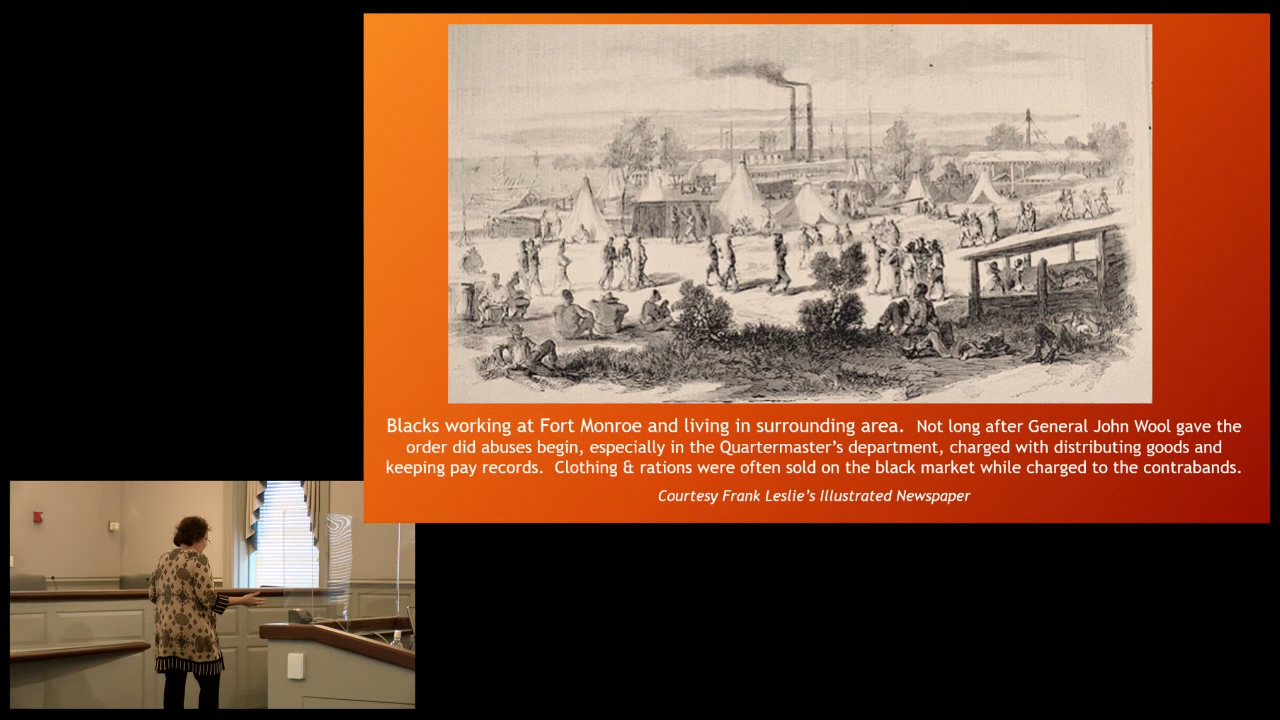 Blacks working at Fort Monroe and living in surrounding area. Not long after General John Wool gave the
order did abuses begin, especially in the Quartermaster's department, charged with distributing goods and
keeping pay records. Clothing & rations were often sold on the black market while charged to the contrabands.
Courtesy Frank Leslie's Illustrated Newspaper